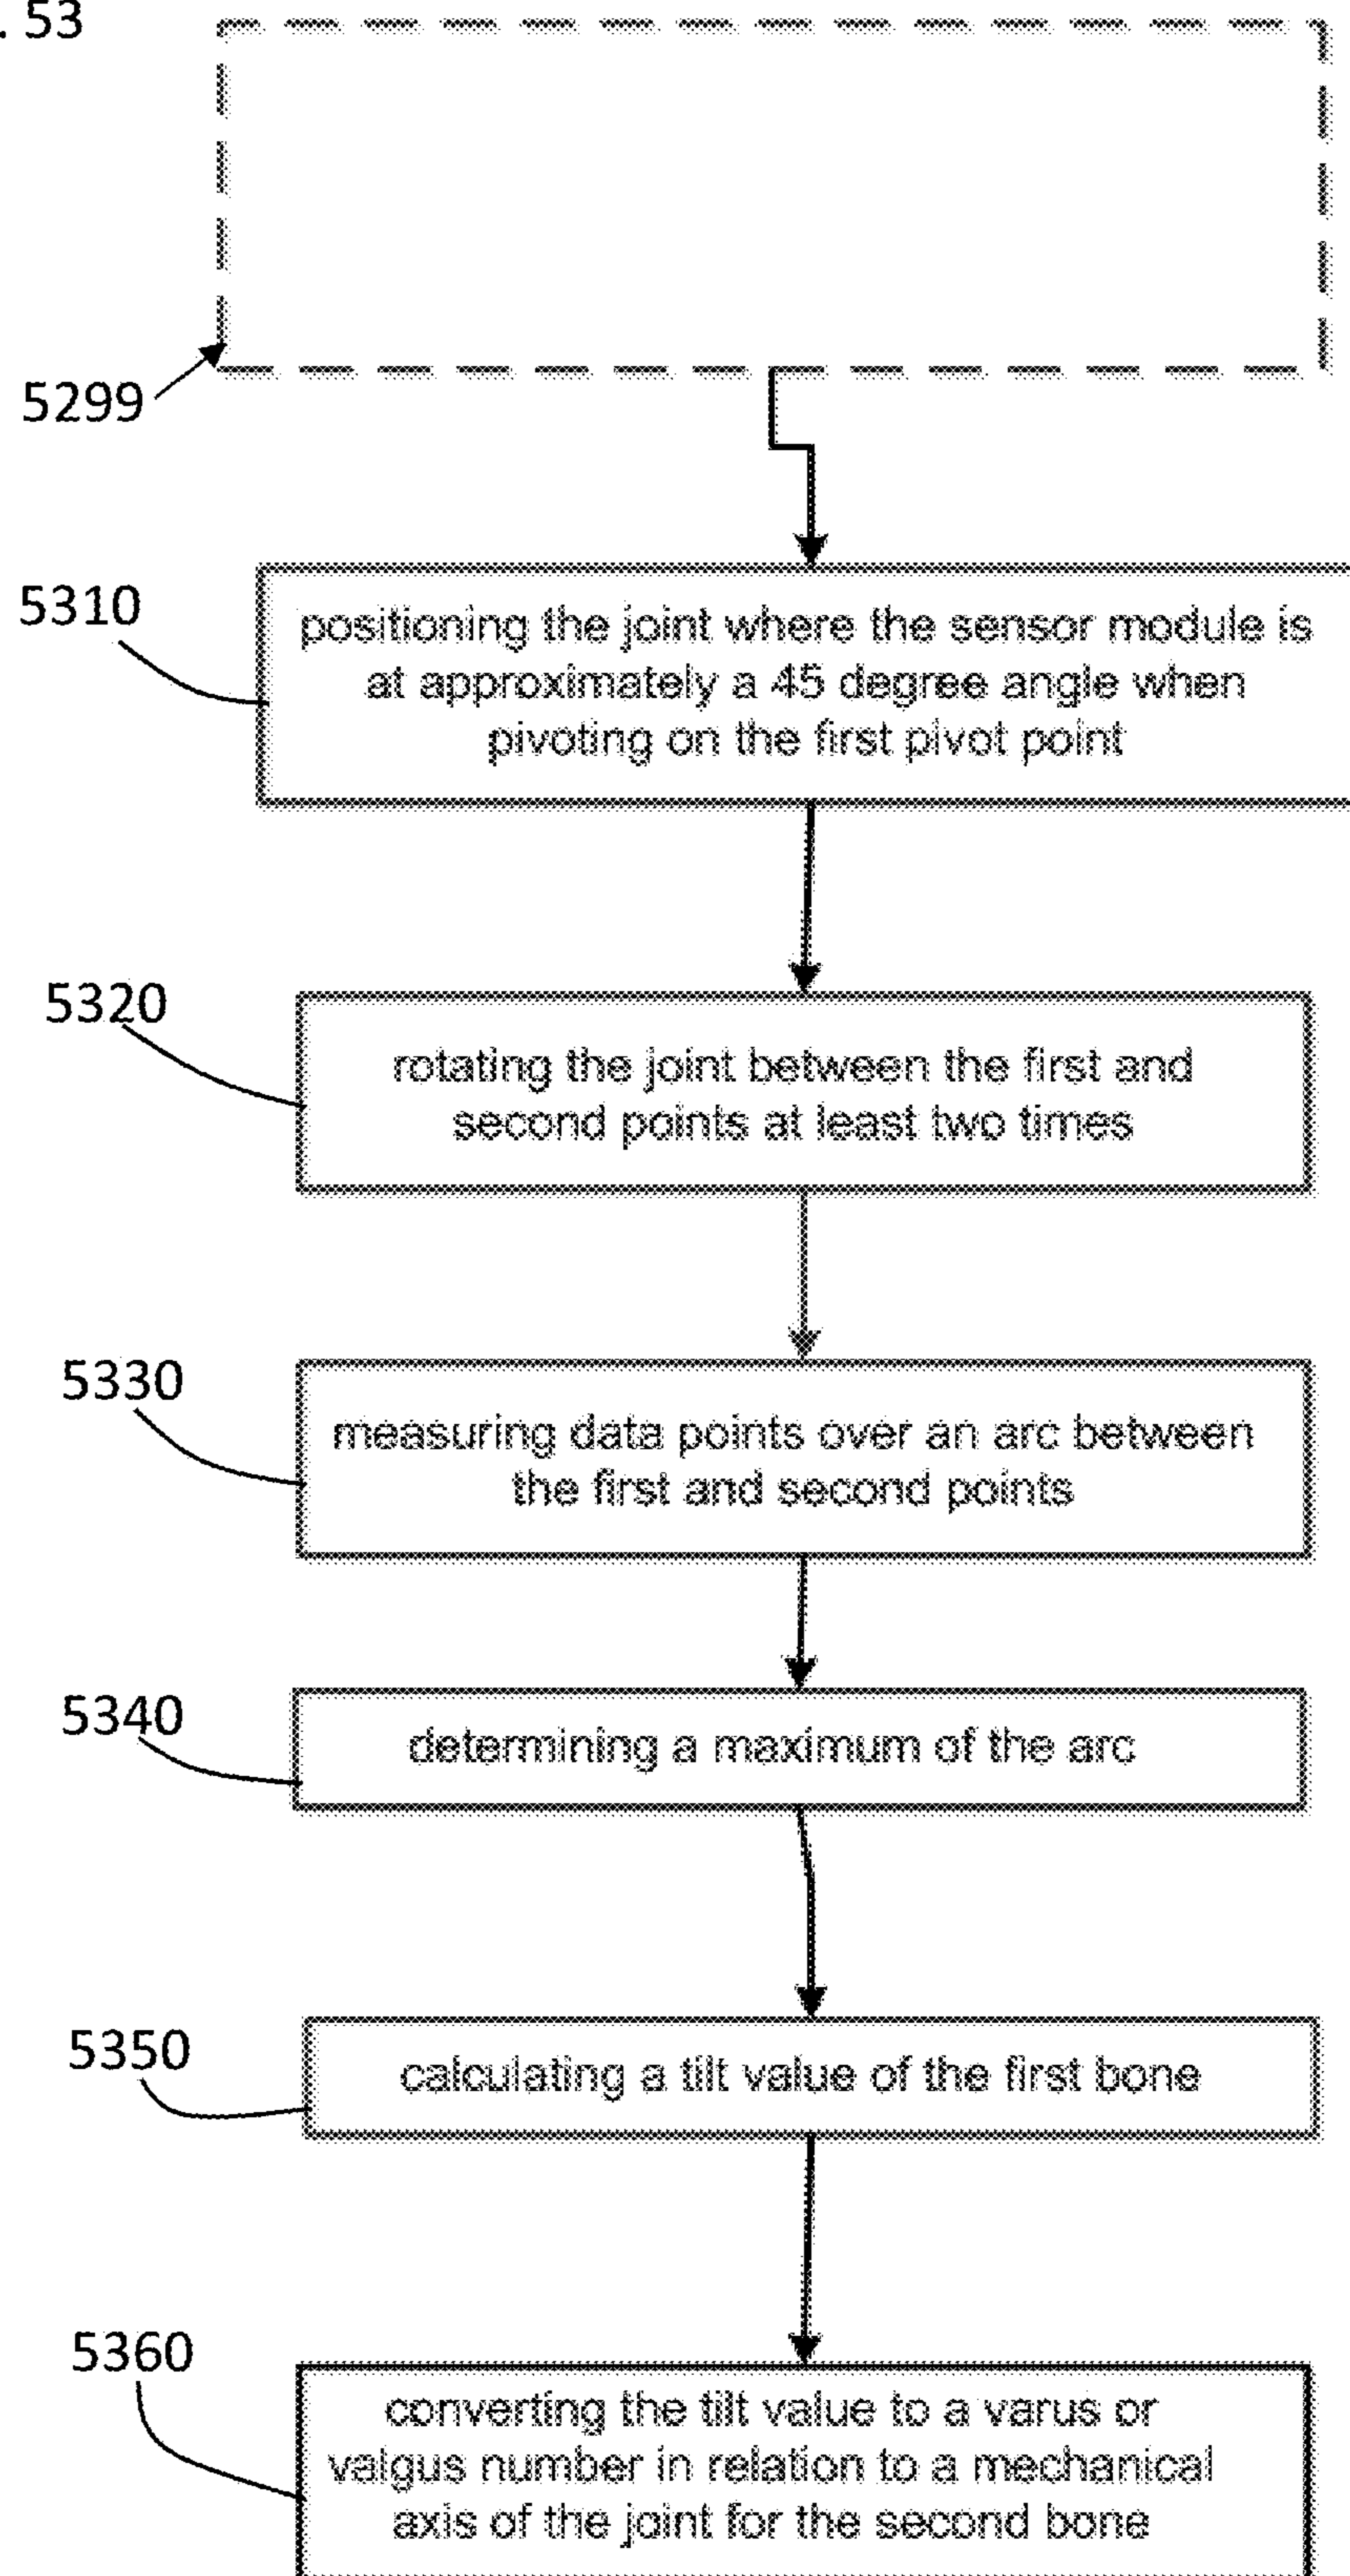 . 53
5299
5310
positioning the joint where the sensor module is
at approximately a 45 degree angle when
pivoting on the first pivot point
5320
rotating the joint between the first and
second points at least two times
5330
measuring data points over an arc between
the first and second points
5340
determining a maximum of the arc
5350
calculating a tilt value of the first bone
5360
converting the tilt value to a varus or
valgus number in relation to a mechanical
axis of the joint for the second bone